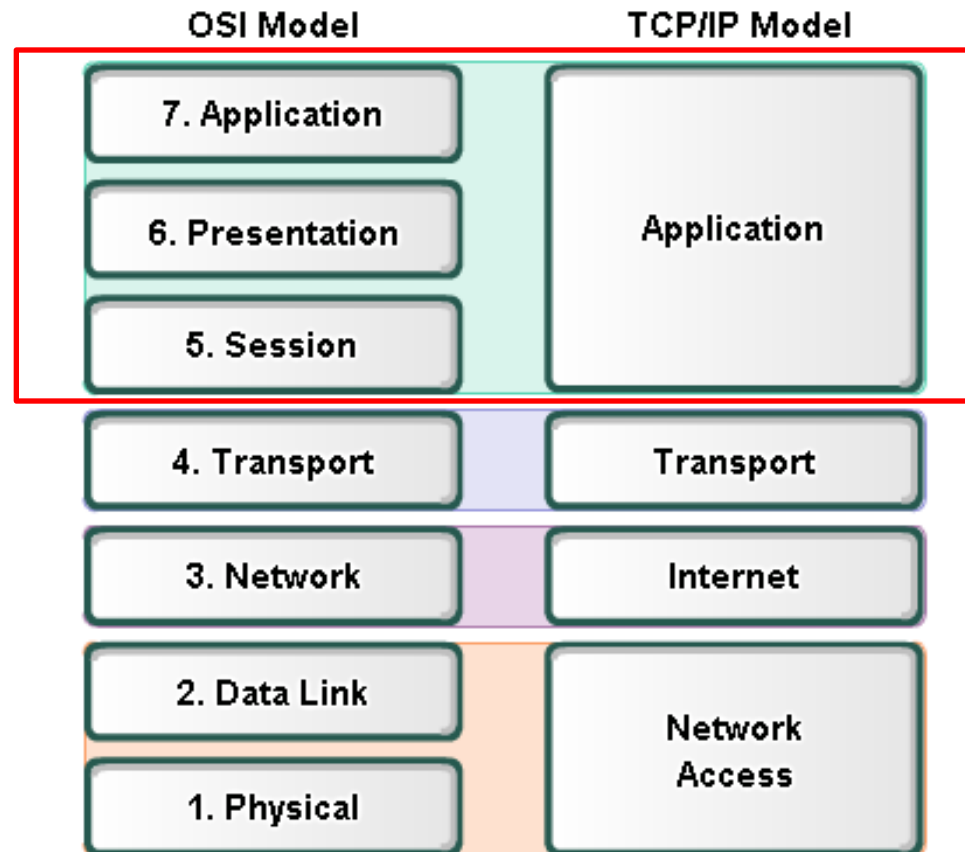 OSI Model
TCP/IP Model
7. Application
6. Presentation
5. Session
Application
4. Transport
Transport
3. Network
Internet
2. Data Link
1. Physical
Network
Access